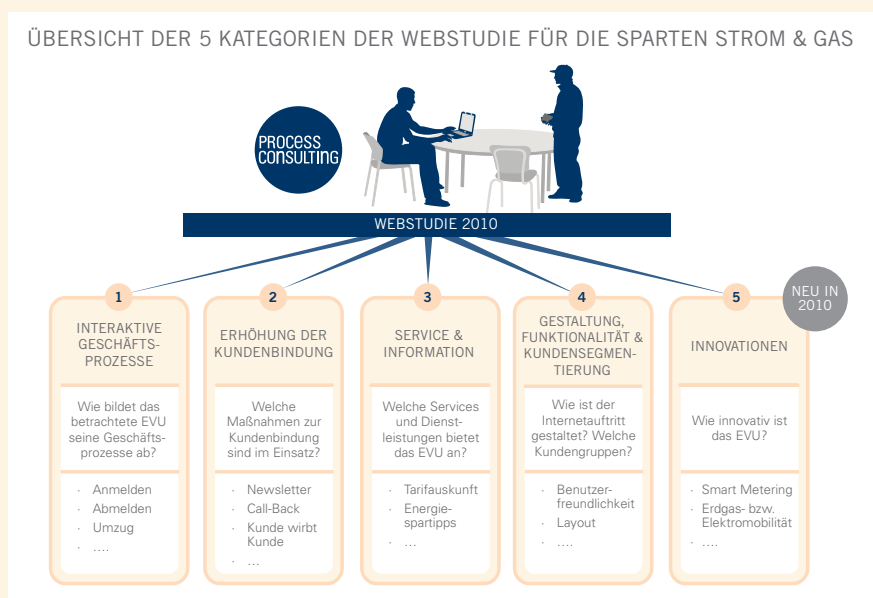 ÜBERSICHT DER 5 KATEGORIEN DER WEBSTUDIE FÜR DIE SPARTEN STROM & GAS
PROCESS
CONSULTING
WEBSTUDIE 2010
NEU IN
2010
1
INTERAKTIVE
GESCHÄFTS-
PROZESSE
Wie bildet das
betrachtete EVU
seine Geschäfts-
prozesse ab?
· Anmelden
· Abmelden
· Umzug
· ....
2
ERHÖHUNG DER
KUNDENBINDUNG
Welche
Maßnahmen zur
Kundenbindung
sind im Einsatz?
· Newsletter
· Call-Back
· Kunde wirbt
Kunde
· ...
3
SERVICE &
INFORMATION
Welche Services
und Dienst-
leistungen bietet
das EVU an?
· Tarifauskunft
· Energie-
spartipps
· ...
4
GESTALTUNG,
FUNKTIONALITÄT &
KUNDENSEGMEN-
TIERUNG
Wie ist der
Internetauftritt
gestaltet? Welche
Kundengruppen?
· Benutzer-
freundlichkeit
· Layout
· ....
5
INNOVATIONEN
Wie innovativ ist
das EVU?
· Smart Metering
· Erdgas- bzw.
Elektromobilität
· ....